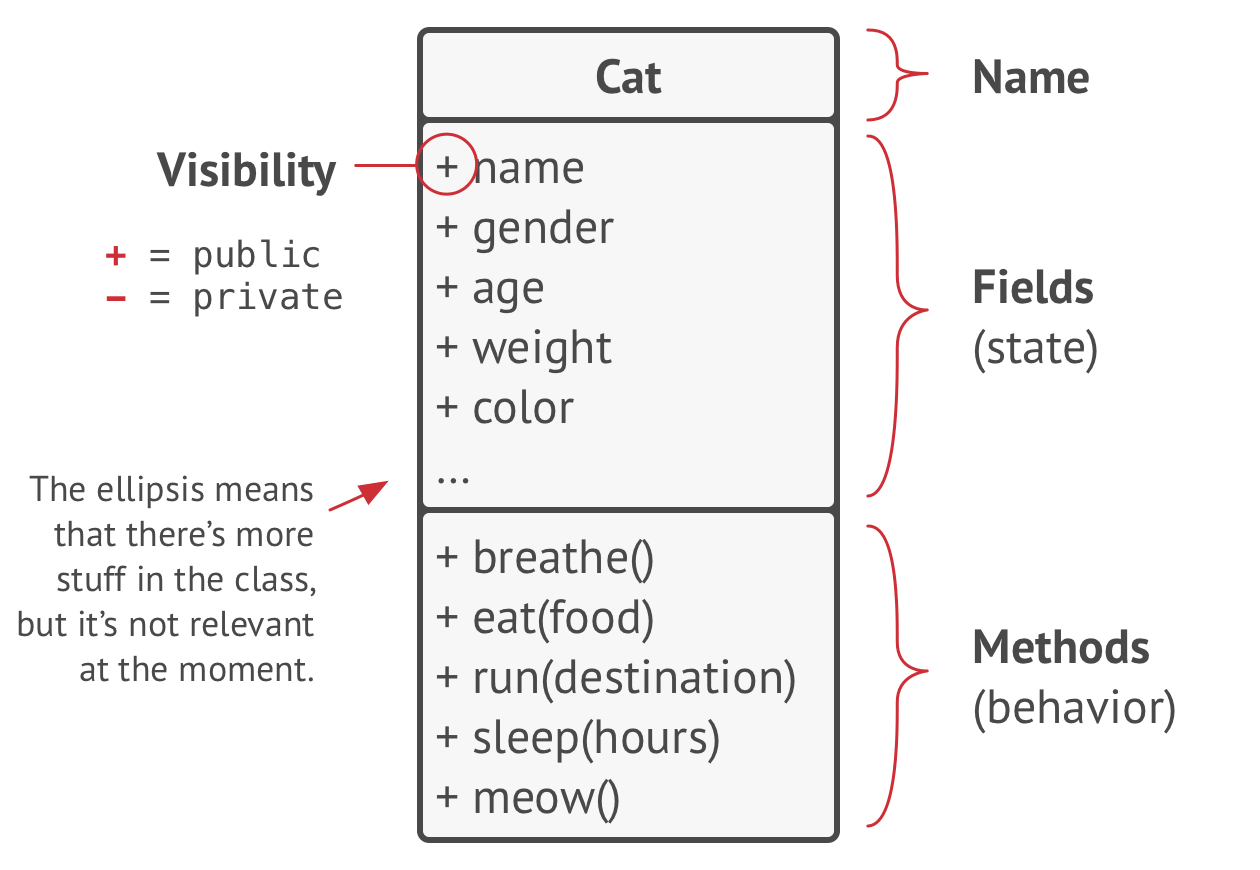 Cat
Name
Visibility
+ = public
– = private
+ name
+ gender
+ age
+ weight
+ color
...
Fields
(state)
The ellipsis means
that there’s more
stuff in the class,
but it’s not relevant
at the moment.
+ breathe()
+ eat(food)
+ run(destination)
+ sleep(hours)
+ meow()
Methods
(behavior)